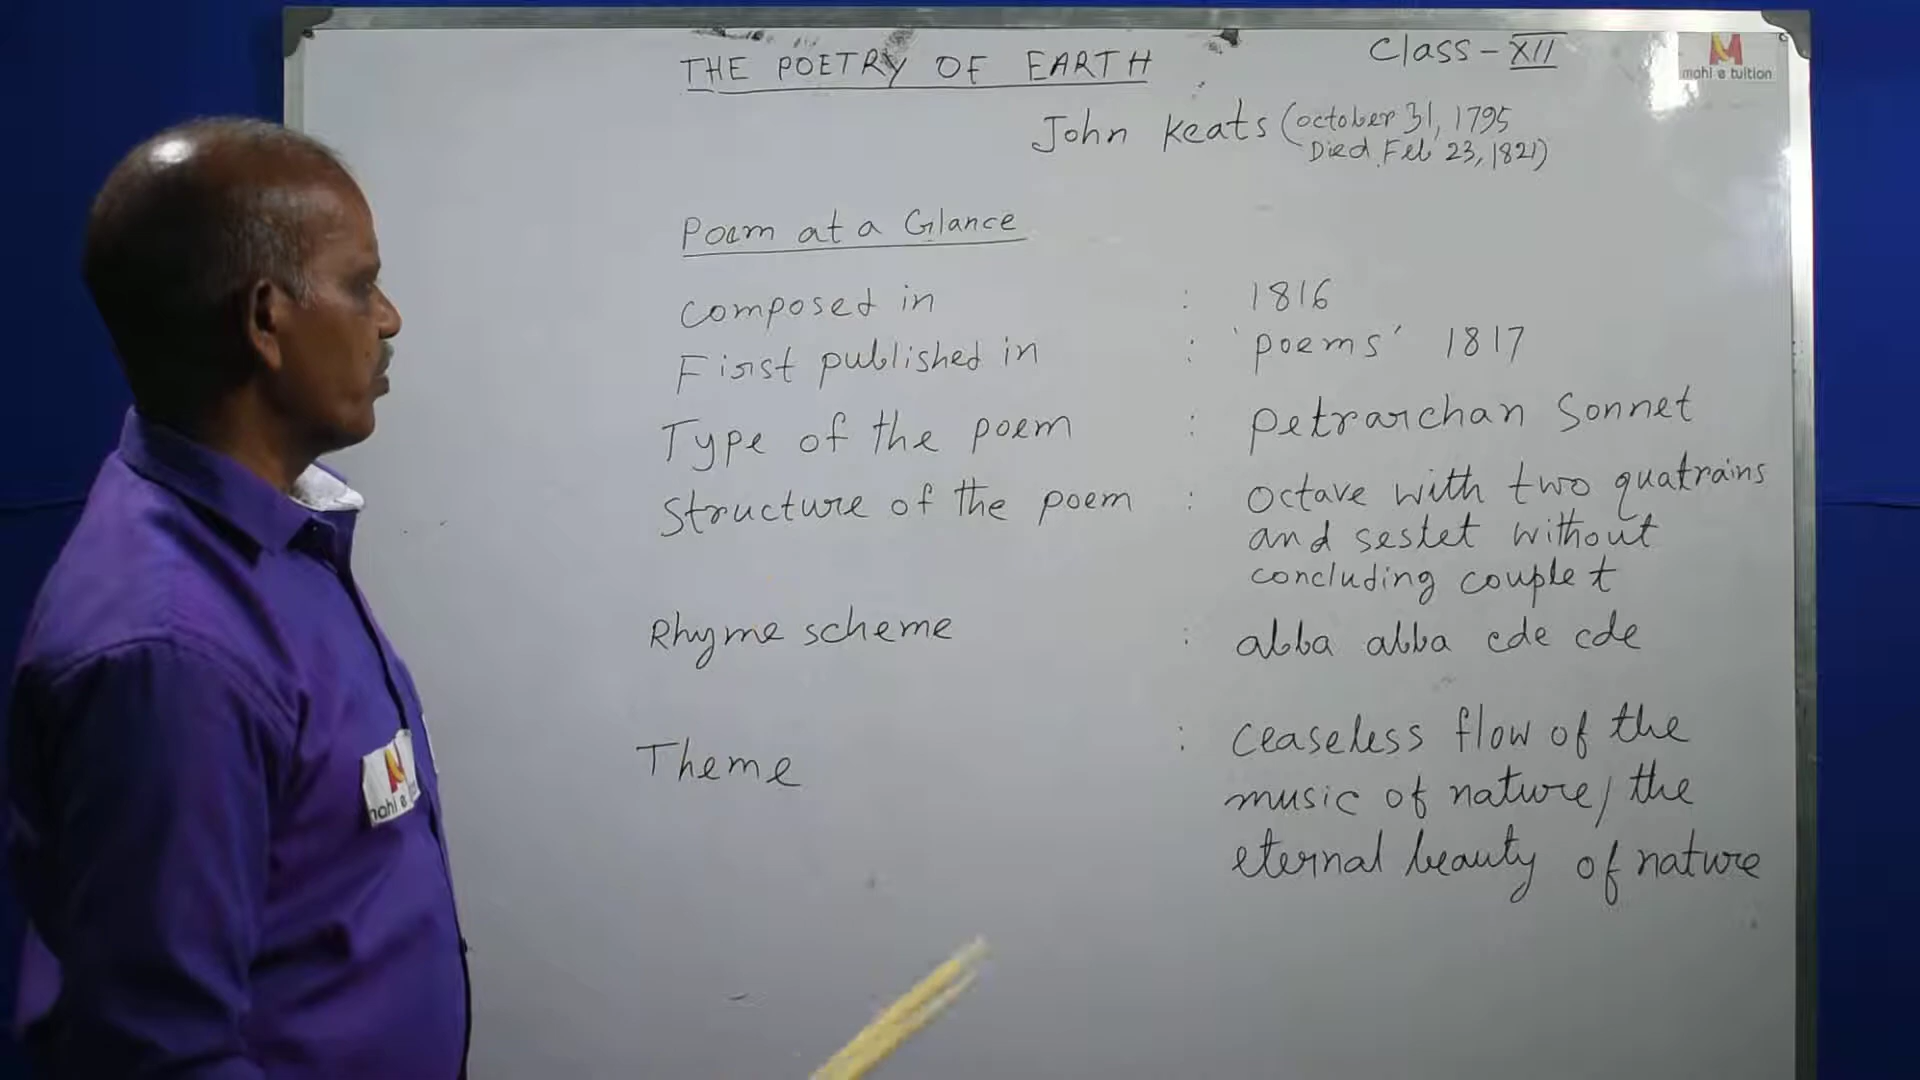 THE POETRY OF EARTH
Class - XII
mahi e tuition
John Keats (October 31, 1795
Died Feb 23, 1821)
Poem at a Glance
Composed in : 1816
First published in : 'poems' 1817
Type of the poem : Petrarchan Sonnet
Structure of the poem : octave with two quatrains
and sestet without
concluding couplet
Rhyme scheme : abba abba cde cde
Theme : ceaseless flow of the
music of nature/the
eternal beauty of nature
mahi e